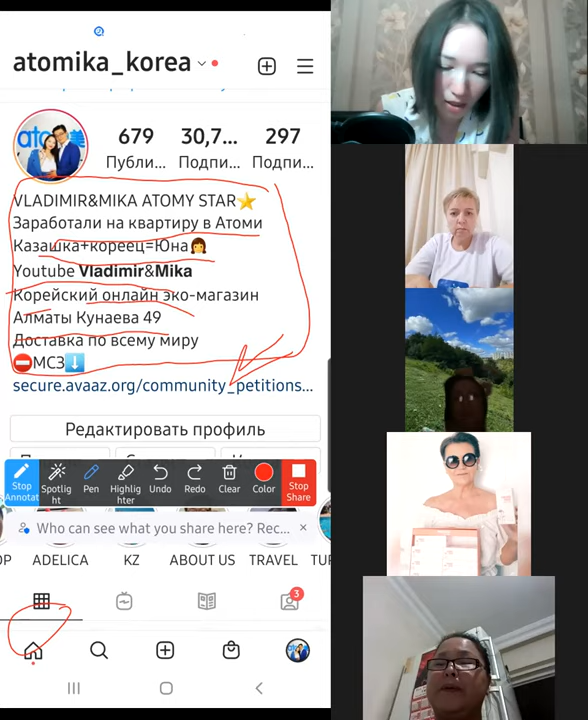 atomika_korea
679
30,7...
297
Публи...
Подпи...
Подпи...
VLADIMIR&MIKA ATOMY STAR⭐
Заработали на квартиру в Атоми
Казашка+кореец=Юна👩
Youtube Vladimir&Mika
Корейский онлайн эко-магазин
Алматы Кунаева 49
Доставка по всему миру
⛔МСЗ⬇️
secure.avaaz.org/community_petitions...
Редактировать профиль
Stop Annotat
Spotlight
Pen
Highlighter
Undo
Redo
Clear
Color
Stop Share
Who can see what you share here? Rec...
OP
ADELICA
KZ
ABOUT US
TRAVEL
TUR
3